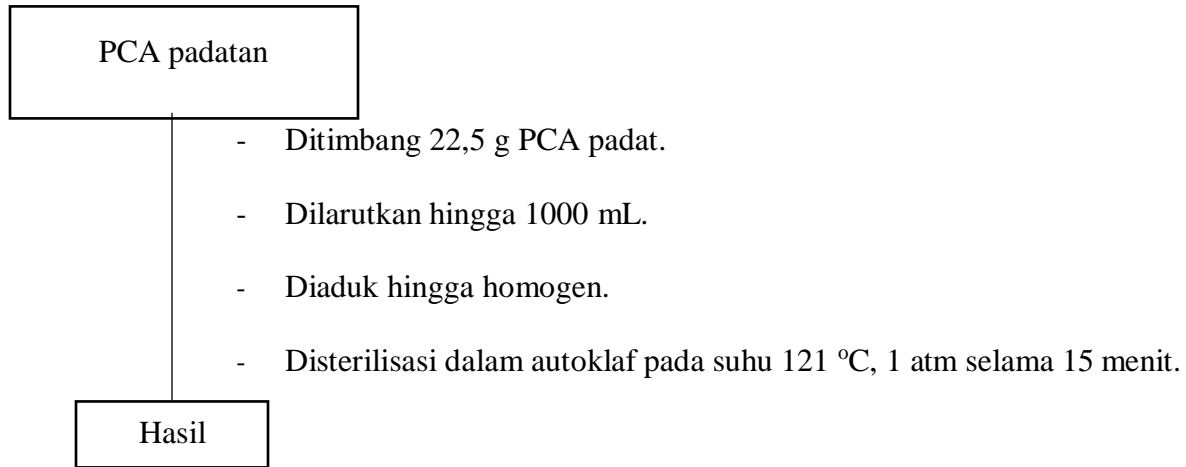 PCA padatan
- Ditimbang 22,5 g PCA padat.
- Dilarutkan hingga 1000 mL.
- Diaduk hingga homogen.
- Disterilisasi dalam autoklaf pada suhu 121 ºC, 1 atm selama 15 menit.
Hasil